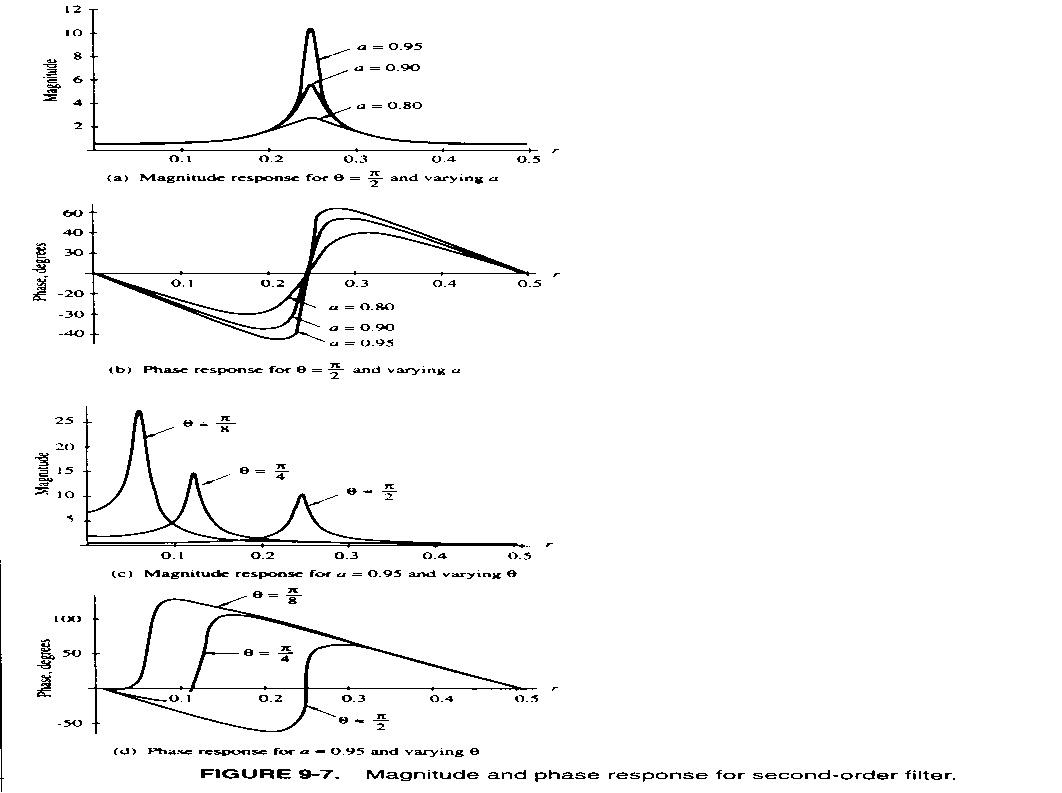 12
10
8
6
4
2
Magnitude
a = 0.95
a = 0.90
a = 0.80
0.1 0.2 0.3 0.4 0.5 r
(a) Magnitude response for θ = π/2 and varying a
60
40
30
-20
-30
-40
Phase, degrees
0.1 0.2 0.3 0.4 0.5 r
a = 0.80
a = 0.90
a = 0.95
(b) Phase response for θ = π/2 and varying a
25
20
15
10
5
Magnitude
θ = π/8
θ = π/4
θ = π/2
0.1 0.2 0.3 0.4 0.5 r
(c) Magnitude response for a = 0.95 and varying θ
100
50
-50
Phase, degrees
θ = π/8
θ = π/4
θ = π/2
0.1 0.2 0.3 0.4 0.5 r
(d) Phase response for a = 0.95 and varying θ
FIGURE 9-7. Magnitude and phase response for second-order filter.